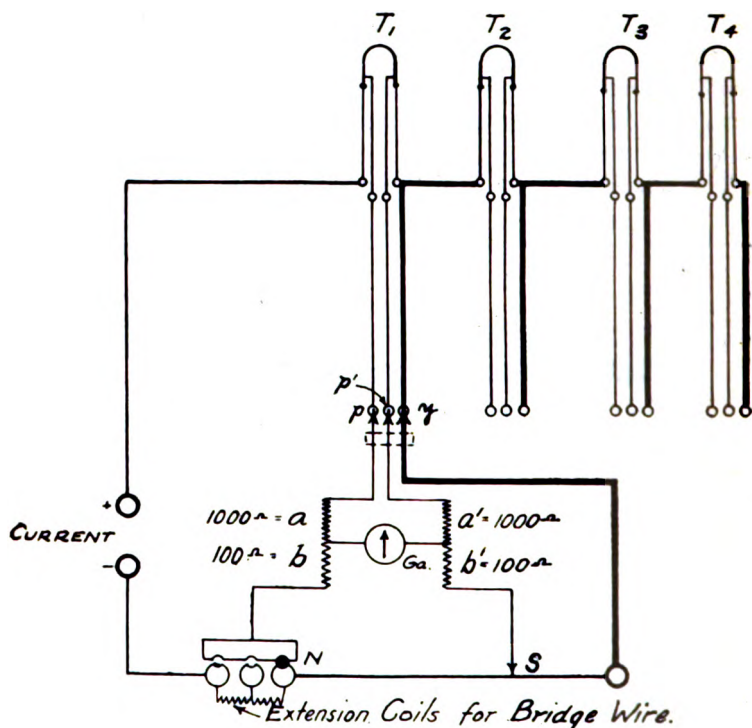 T1 T2 T3 T4
p'
p y
+
CURRENT
−
1000Ω = a a' = 1000Ω
100Ω = b Ga. b' = 100Ω
N S
Extension Coils for Bridge Wire.